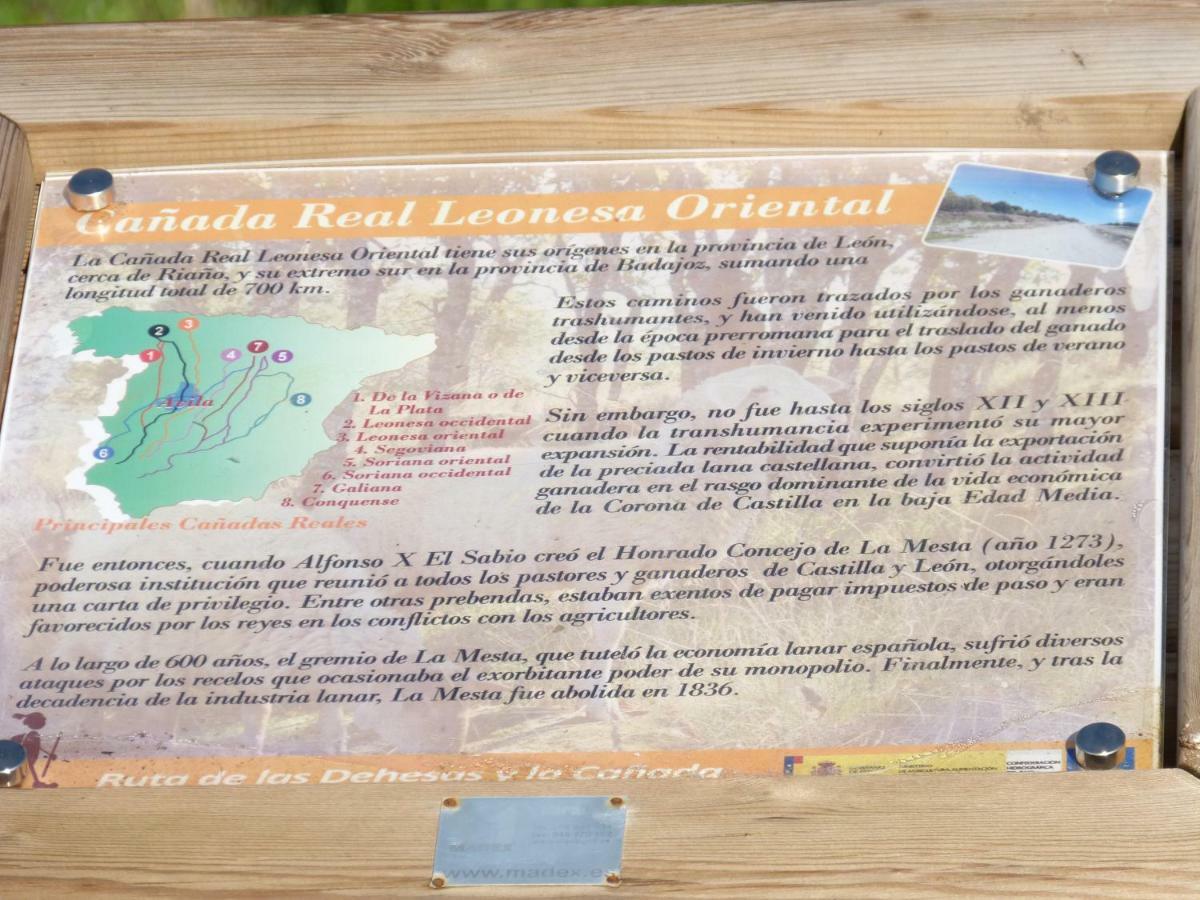 Cañada Real Leonesa Oriental
La Cañada Real Leonesa Oriental tiene sus orígenes en la provincia de León,
cerca de Riaño, y su extremo sur en la provincia de Badajoz, sumando una
longitud total de 700 km.
Estos caminos fueron trazados por los ganaderos
trashumantes, y han venido utilizándose, al menos
desde la época prerromana para el traslado del ganado
desde los pastos de invierno hasta los pastos de verano
y viceversa.
2
3
1
4
7
5
8
6
Avila
1. De la Vizana o de
La Plata
2. Leonesa occidental
3. Leonesa oriental
4. Segoviana
5. Soriana oriental
6. Soriana occidental
7. Galiana
8. Conquense
Principales Cañadas Reales
Sin embargo, no fue hasta los siglos XII y XIII
cuando la transhumancia experimentó su mayor
expansión. La rentabilidad que suponía la exportación
de la preciada lana castellana, convirtió la actividad
ganadera en el rasgo dominante de la vida económica
de la Corona de Castilla en la baja Edad Media.
Fue entonces, cuando Alfonso X El Sabio creó el Honrado Concejo de La Mesta (año 1273),
poderosa institución que reunió a todos los pastores y ganaderos de Castilla y León, otorgándoles
una carta de privilegio. Entre otras prebendas, estaban exentos de pagar impuestos de paso y eran
favorecidos por los reyes en los conflictos con los agricultores.
A lo largo de 600 años, el gremio de La Mesta, que tuteló la economía lanar española, sufrió diversos
ataques por los recelos que ocasionaba el exorbitante poder de su monopolio. Finalmente, y tras la
decadencia de la industria lanar, La Mesta fue abolida en 1836.
Ruta de las Dehesas y la Cañada
CONFEDERACIÓN
HIDROGRÁFICA
MADEX
www.madex.es